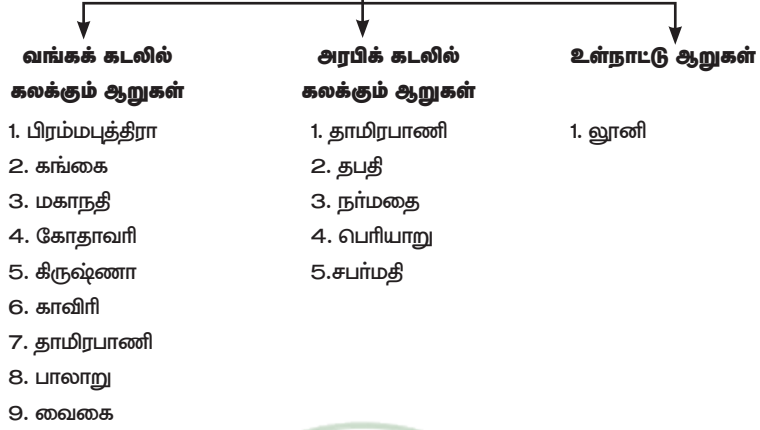 வங்கக் கடலில்
கலக்கும் ஆறுகள்
1. பிரம்மபுத்திரா
2. கங்கை
3. மகாநதி
4. கோதாவரி
5. கிருஷ்ணா
6. காவிரி
7. தாமிரபாணி
8. பாலாறு
9. வைகை
அரபிக் கடலில்
கலக்கும் ஆறுகள்
1. தாமிரபாணி
2. தபதி
3. நர்மதை
4. பெரியாறு
5.சபர்மதி
உள்நாட்டு ஆறுகள்
1. லூனி